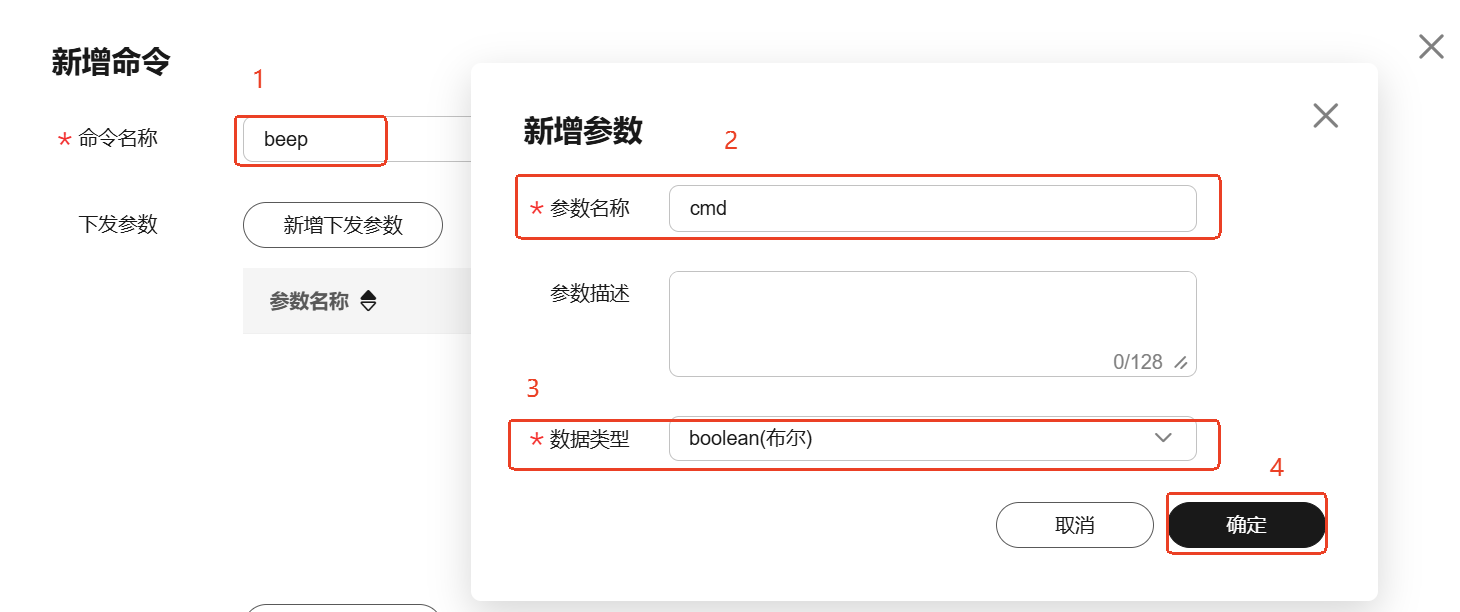 新增命令
1
* 命令名称
beep
下发参数
新增下发参数
参数名称
新增参数
2
* 参数名称
cmd
参数描述
0/128
3
* 数据类型
boolean(布尔)
4
取消
确定